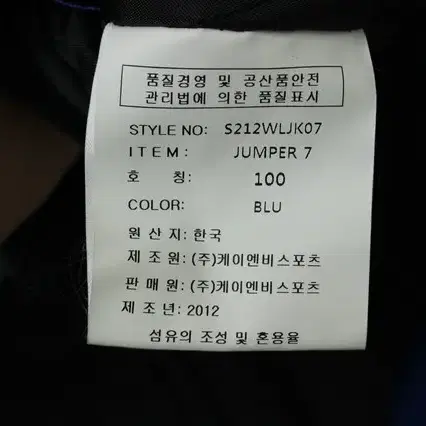 품질경영 및 공산품안전
관리법에 의한 품질표시
STYLE NO: S212WLJK07
ITEM: JUMPER 7
호 칭: 100
COLOR: BLU
원 산 지: 한국
제 조 원: (주)케이엔비스포츠
판 매 원: (주)케이엔비스포츠
제 조 년: 2012
섬유의 조성 및 혼용율